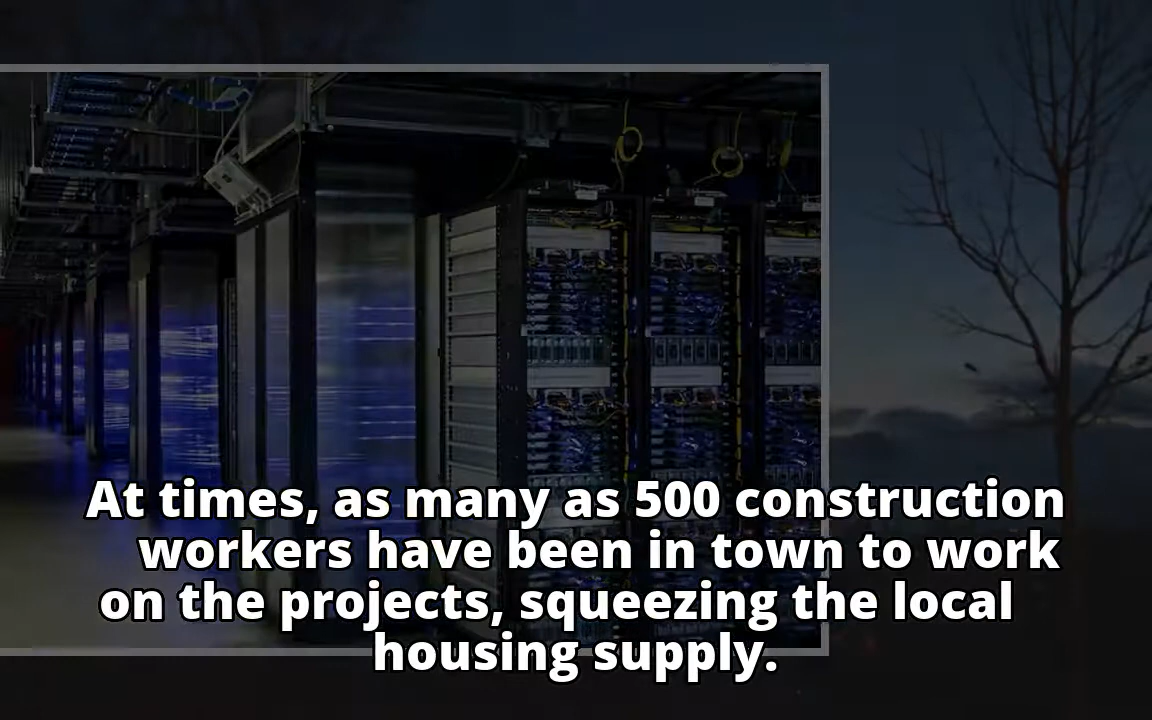 At times, as many as 500 construction
workers have been in town to work
on the projects, squeezing the local
housing supply.